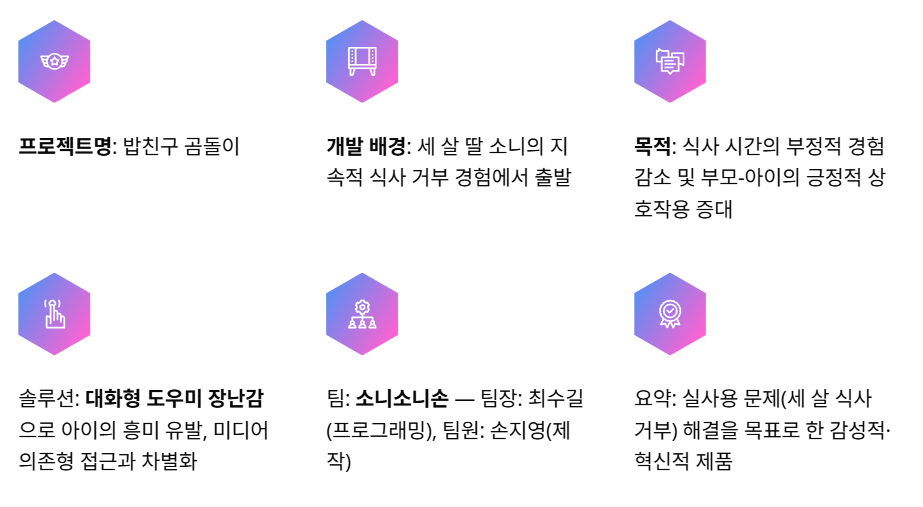 프로젝트명: 밥친구 곰돌이
개발 배경: 세 살 딸 소니의 지
속적 식사 거부 경험에서 출발
목적: 식사 시간의 부정적 경험
감소 및 부모-아이의 긍정적 상
호작용 증대
솔루션: 대화형 도우미 장난감
으로 아이의 흥미 유발, 미디어
의존형 접근과 차별화
팀: 소니소니손 — 팀장: 최수길
(프로그래밍), 팀원: 손지영(제
작)
요약: 실사용 문제(세 살 식사
거부) 해결을 목표로 한 감성적·
혁신적 제품